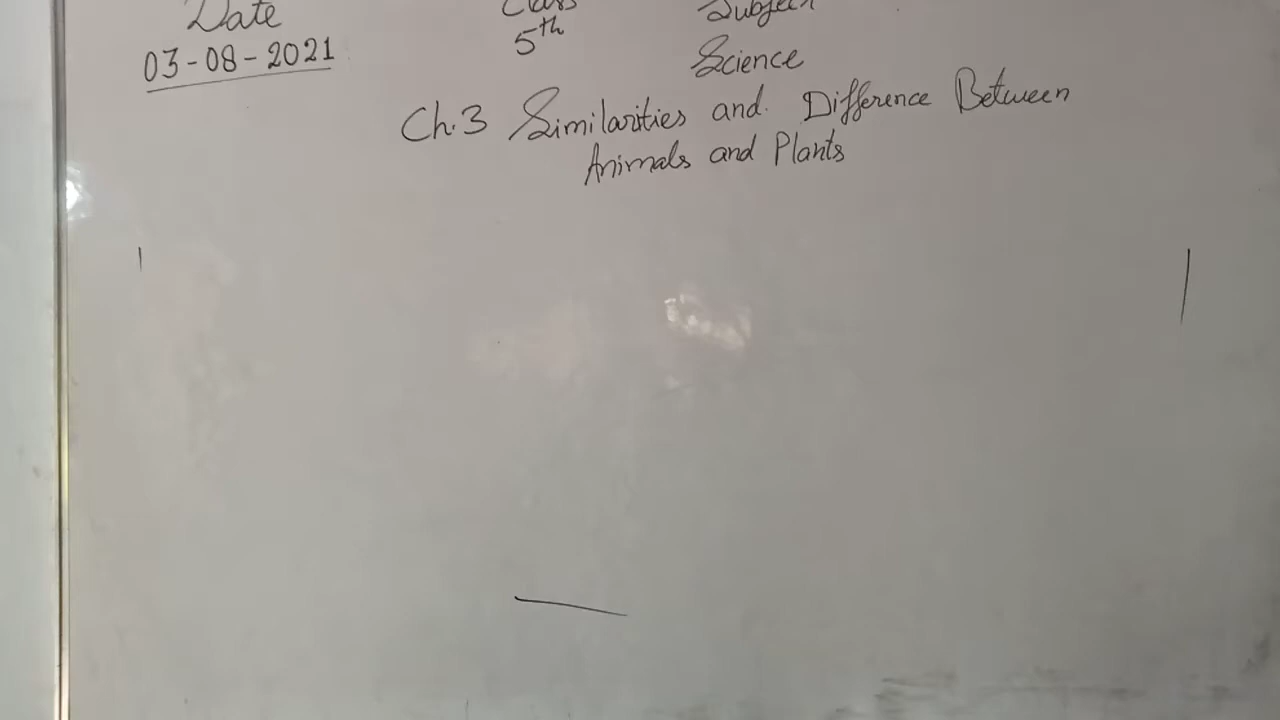 Date Class Subject
03-08-2021 5th Science
Ch.3 Similarities and Difference Between
Animals and Plants